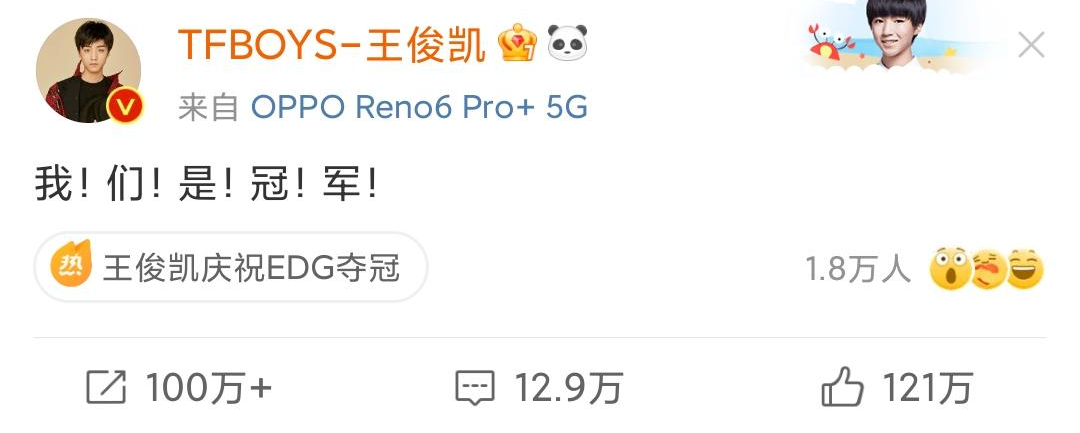 TFBOYS-王俊凯
来自 OPPO Reno6 Pro+ 5G
我！们！是！冠！军！
热 王俊凯庆祝EDG夺冠 1.8万人
100万+ 12.9万 121万